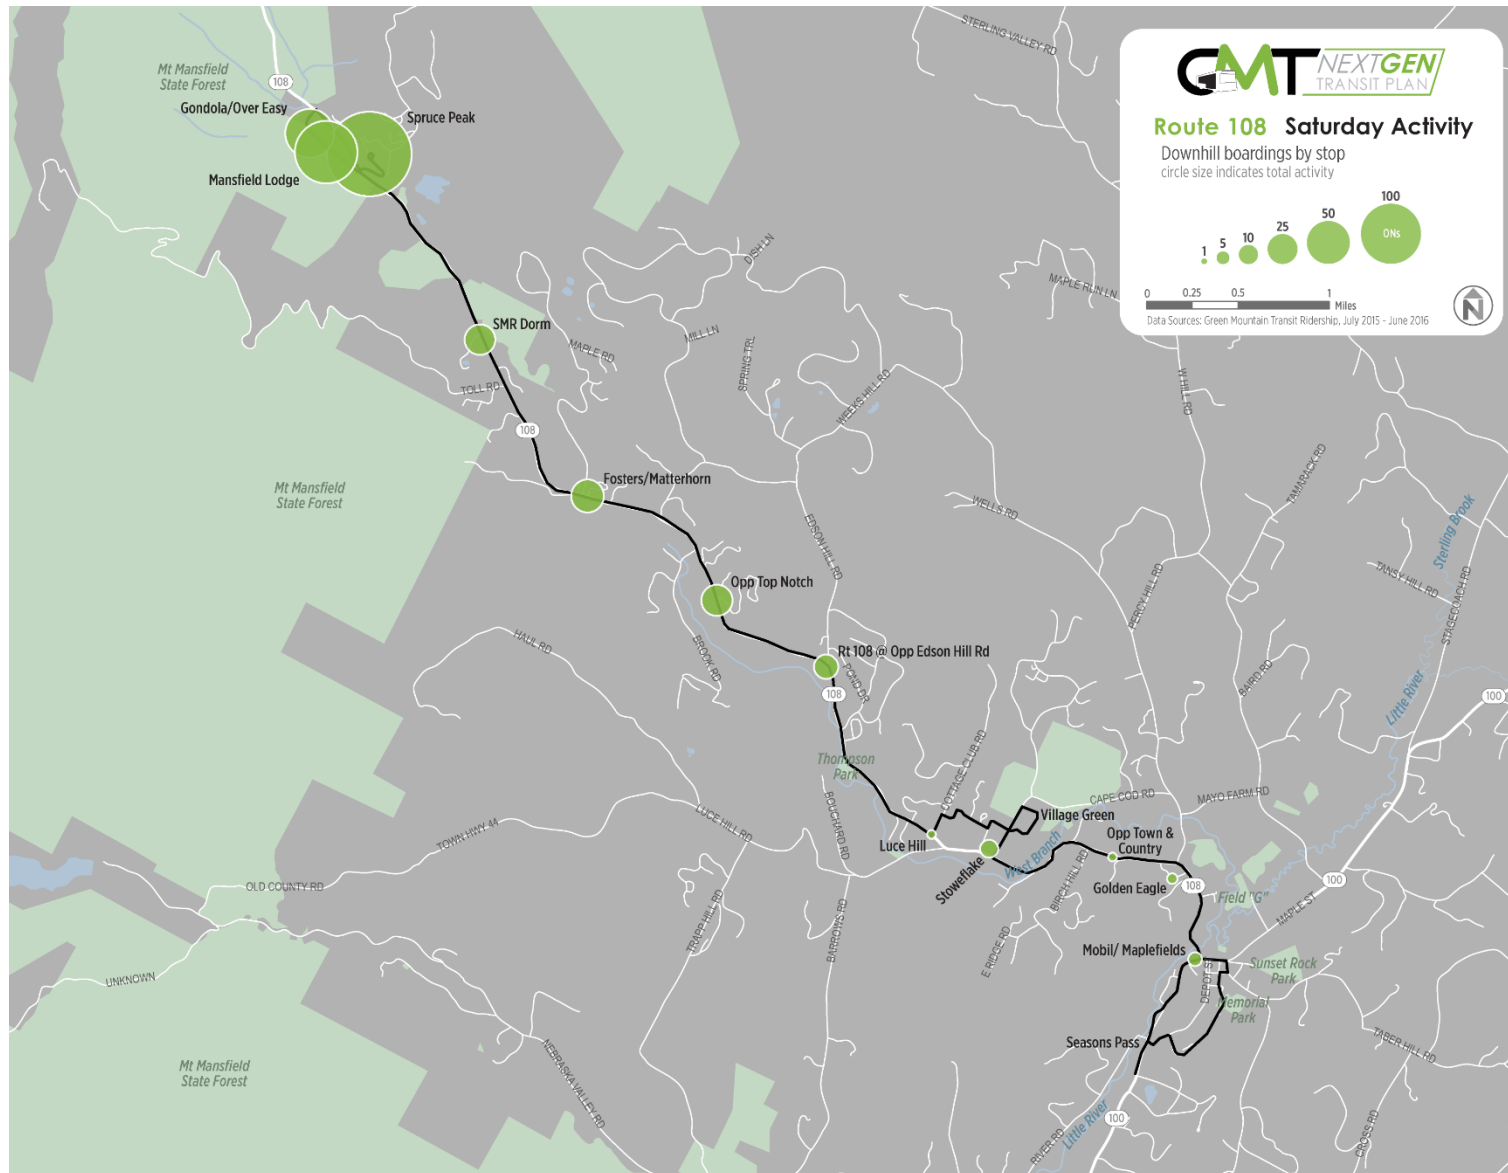 GMT NEXTGEN
TRANSIT PLAN
Route 108 Saturday Activity
Downhill boardings by stop
circle size indicates total activity
1
5
10
25
50
100
ONs
0
0.25
0.5
1
Miles
Data Sources: Green Mountain Transit Ridership, July 2015 - June 2016
N
STERLING VALLEY RD
Mt Mansfield
State Forest
108
Gondola/Over Easy
Spruce Peak
Mansfield Lodge
DISH LN
MAPLE RUN LN
SMR Dorm
MILL LN
MAPLE RD
SPRING TRL
TOLL RD
WEEKS HILL RD
W HILL RD
108
Fosters/Matterhorn
TAMARACK RD
Mt Mansfield
State Forest
WELLS RD
EDSON HILL RD
Sterling Brook
Opp Top Notch
PERCY HILL RD
TANSY HILL RD
STAGECOACH RD
HAUL RD
BROOK RD
Rt 108 @ Opp Edson Hill Rd
POND DR
108
BAIRD RD
Little River
100
Thompson
Park
COTTAGE CLUB RD
BOUCHARD RD
CAPE COD RD
MAYO FARM RD
LUCE HILL RD
TOWN HWY 44
Village Green
Luce Hill
Opp Town &
Country
West Branch
Stoweflake
BIRCH HILL RD
Golden Eagle
108
100
OLD COUNTY RD
"Field "G"
MAPLE ST
TRAPP HILL RD
BARROWS RD
E RIDGE RD
Mobil/ Maplefields
DEPOT ST
Sunset Rock
Park
UNKNOWN
Memorial
Park
Seasons Pass
TABER HILL RD
Mt Mansfield
State Forest
NEBRASKA VALLEY RD
100
Little River
RIVER RD
CROSS RD